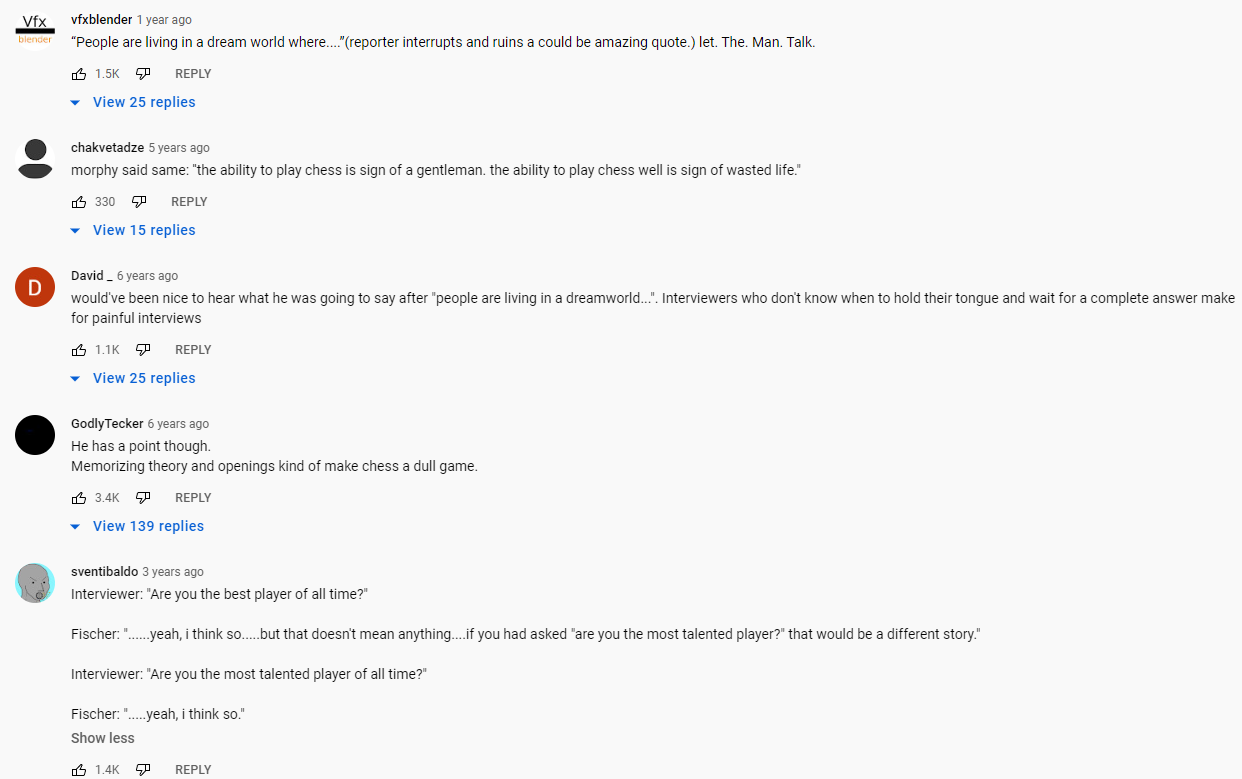 Vfx
blender
vfxblender 1 year ago
“People are living in a dream world where....”(reporter interrupts and ruins a could be amazing quote.) let. The. Man. Talk.
1.5K REPLY
View 25 replies
chakvetadze 5 years ago
morphy said same: "the ability to play chess is sign of a gentleman. the ability to play chess well is sign of wasted life."
330 REPLY
View 15 replies
D
David _ 6 years ago
would've been nice to hear what he was going to say after "people are living in a dreamworld...". Interviewers who don't know when to hold their tongue and wait for a complete answer make
for painful interviews
1.1K REPLY
View 25 replies
GodlyTecker 6 years ago
He has a point though.
Memorizing theory and openings kind of make chess a dull game.
3.4K REPLY
View 139 replies
sventibaldo 3 years ago
Interviewer: "Are you the best player of all time?"
Fischer: "......yeah, i think so.....but that doesn't mean anything....if you had asked "are you the most talented player?" that would be a different story."
Interviewer: "Are you the most talented player of all time?"
Fischer: ".....yeah, i think so."
Show less
1.4K REPLY